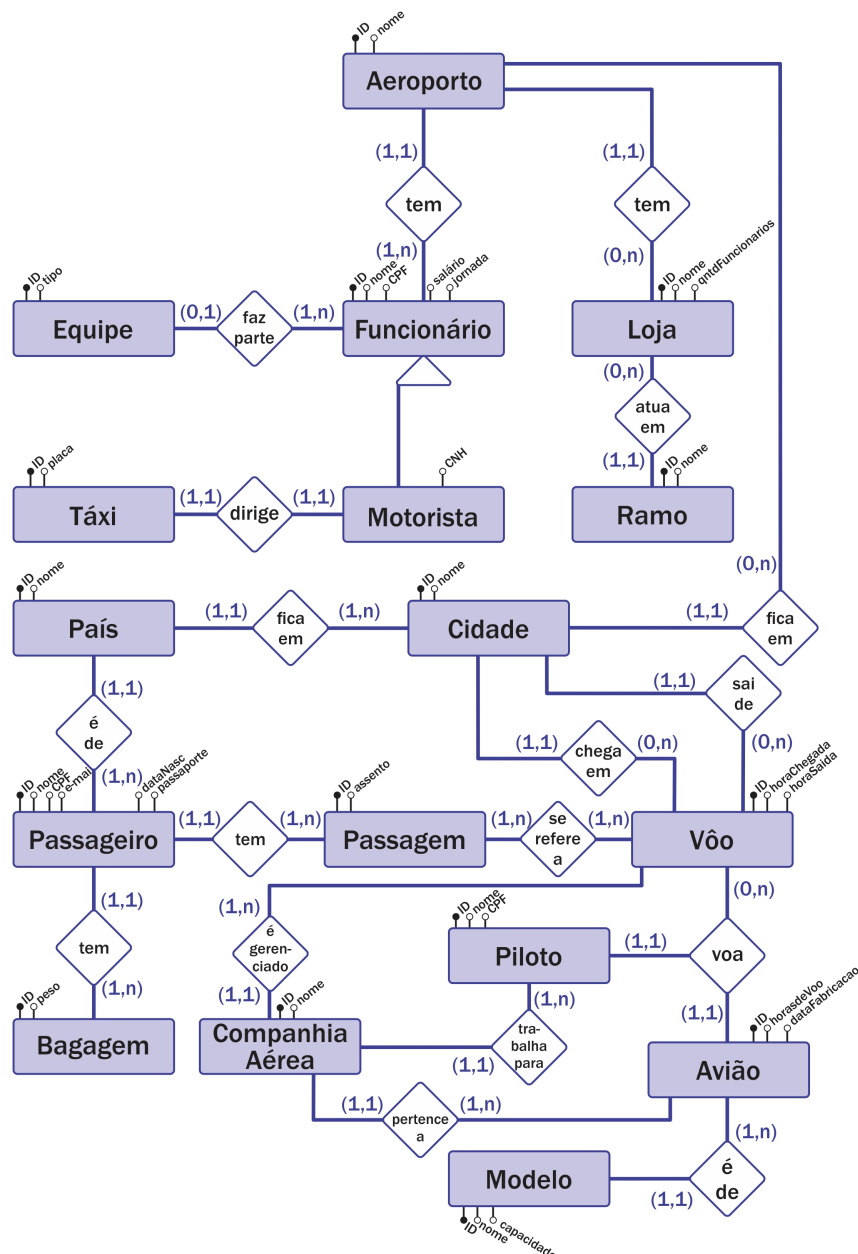 ID nome
Aeroporto
(1,1) (1,1)
tem tem
(1,n) (0,n)
ID tipo
ID nome CPF salário jornada
ID nome qntdFuncionarios
Equipe (0,1) faz parte (1,n) Funcionário
Loja
(0,n)
atua
em
(1,1)
ID placa
CNH
ID nome
Táxi (1,1) dirige (1,1) Motorista
Ramo
(0,n)
ID nome
ID nome
País (1,1) fica em (1,n) Cidade (1,1) fica em
(1,1)
(1,1) sai de
é
de
(1,1) chega em (0,n)
(0,n)
(1,n)
ID nome CPF e-mai dataNasc passaporte
ID assento
ID horaChegada horaSaida
Passageiro (1,1) tem (1,n) Passagem (1,n) se refere a (1,n) Vôo
(1,1)
(0,n)
(1,n)
ID nome CPF
tem
é
geren-
ciado
Piloto (1,1) voa
(1,n)
(1,1)
(1,n)
(1,1)
ID peso
ID nome
ID horasdeVoo dataFabricacao
Bagagem
Companhia
Aérea
(1,1)
tra-
balha
para
Avião
(1,1) pertence a (1,n)
(1,n)
Modelo (1,1) é de
ID nome capacidade